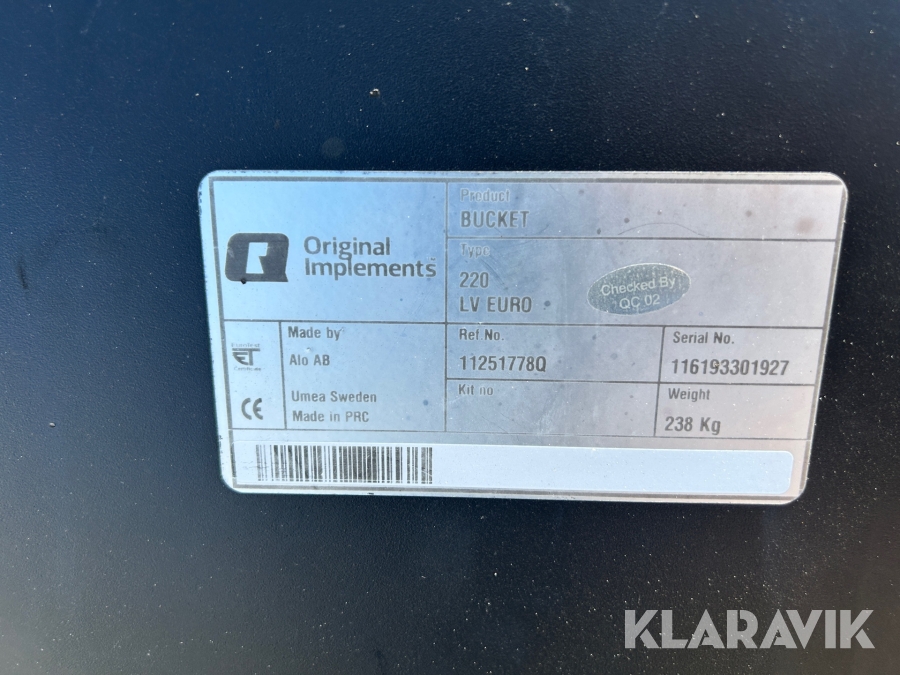 Original
Implements
Product
BUCKET
Type
220
LV EURO
Checked By
QC 02
Made by
Alo AB
Umea Sweden
Made in PRC
Ref No.
11251778Q
Serial No.
116193301927
Kit no
Weight
238 Kg
ET
CE
KLARAVIK